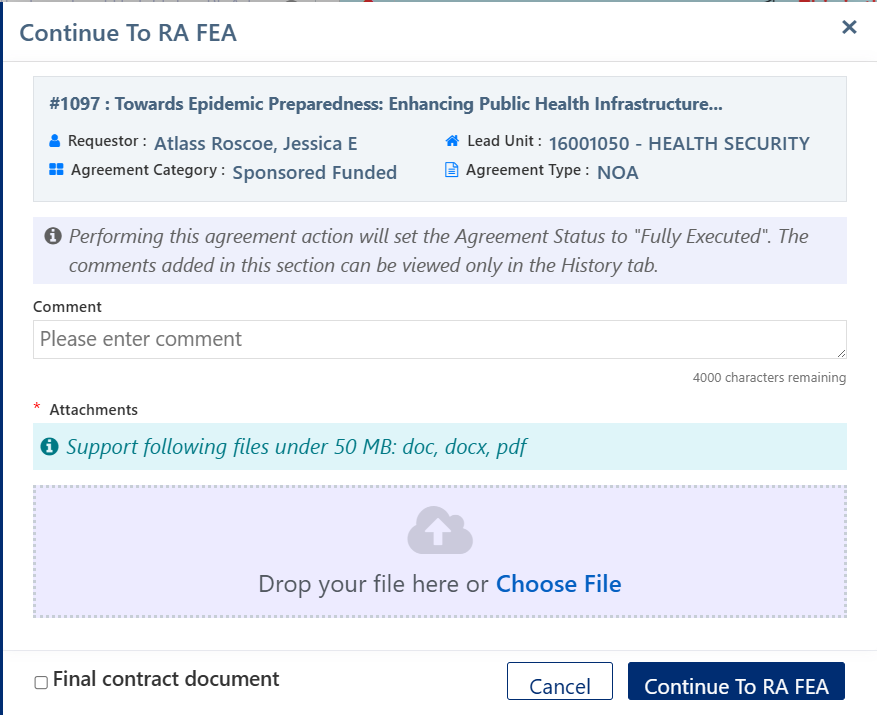 Continue To RA FEA
#1097 : Towards Epidemic Preparedness: Enhancing Public Health Infrastructure...
Requestor : Atlass Roscoe, Jessica E
Lead Unit : 16001050 - HEALTH SECURITY
Agreement Category : Sponsored Funded
Agreement Type : NOA
Performing this agreement action will set the Agreement Status to "Fully Executed". The
comments added in this section can be viewed only in the History tab.
Comment
Please enter comment
4000 characters remaining
* Attachments
Support following files under 50 MB: doc, docx, pdf
Drop your file here or Choose File
Final contract document
Cancel
Continue To RA FEA